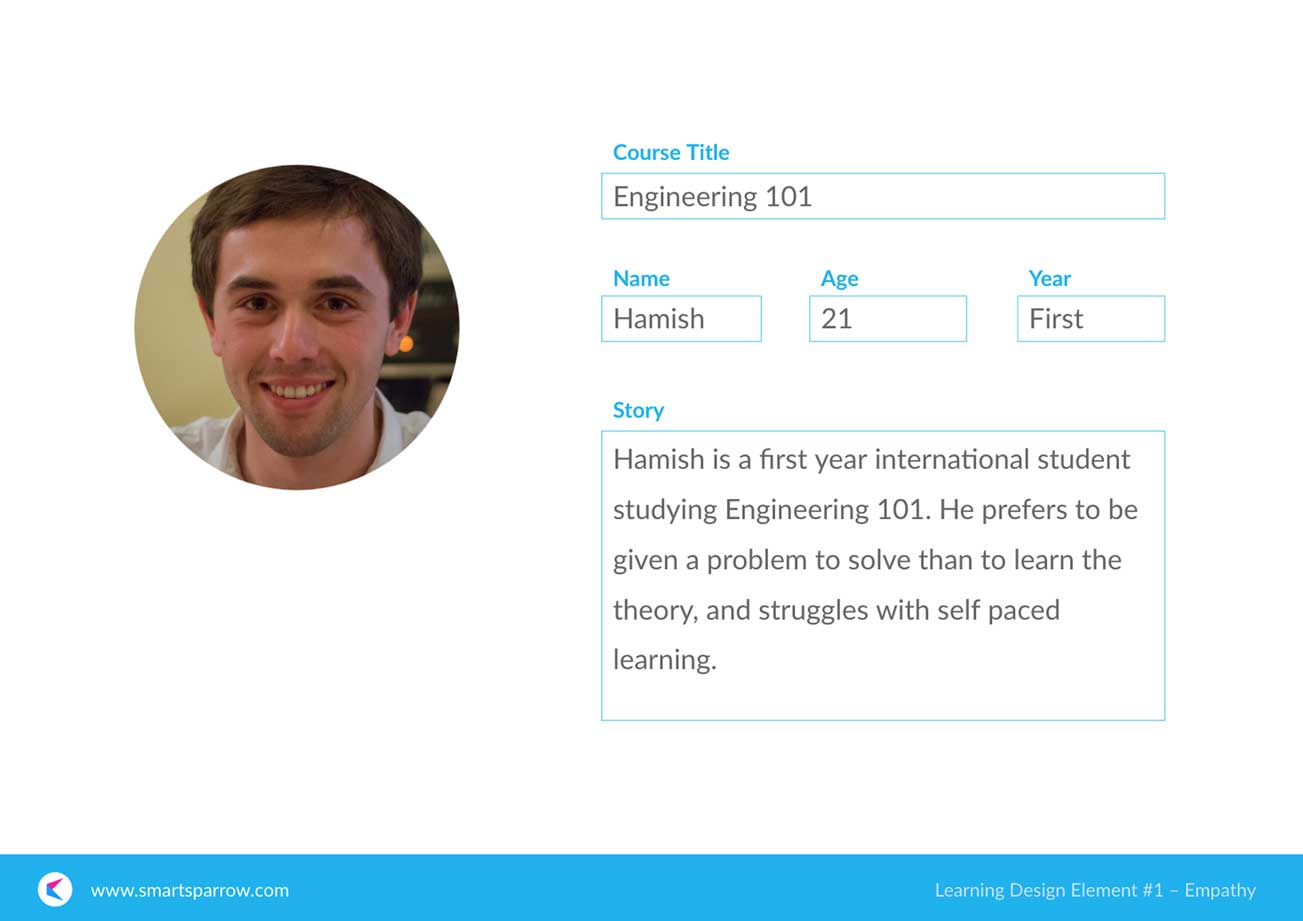 Course Title
Engineering 101
Name
Age
Year
Hamish
21
First
Story
Hamish is a first year international student
studying Engineering 101. He prefers to be
given a problem to solve than to learn the
theory, and struggles with self paced
learning.
www.smartsparrow.com
Learning Design Element #1 – Empathy